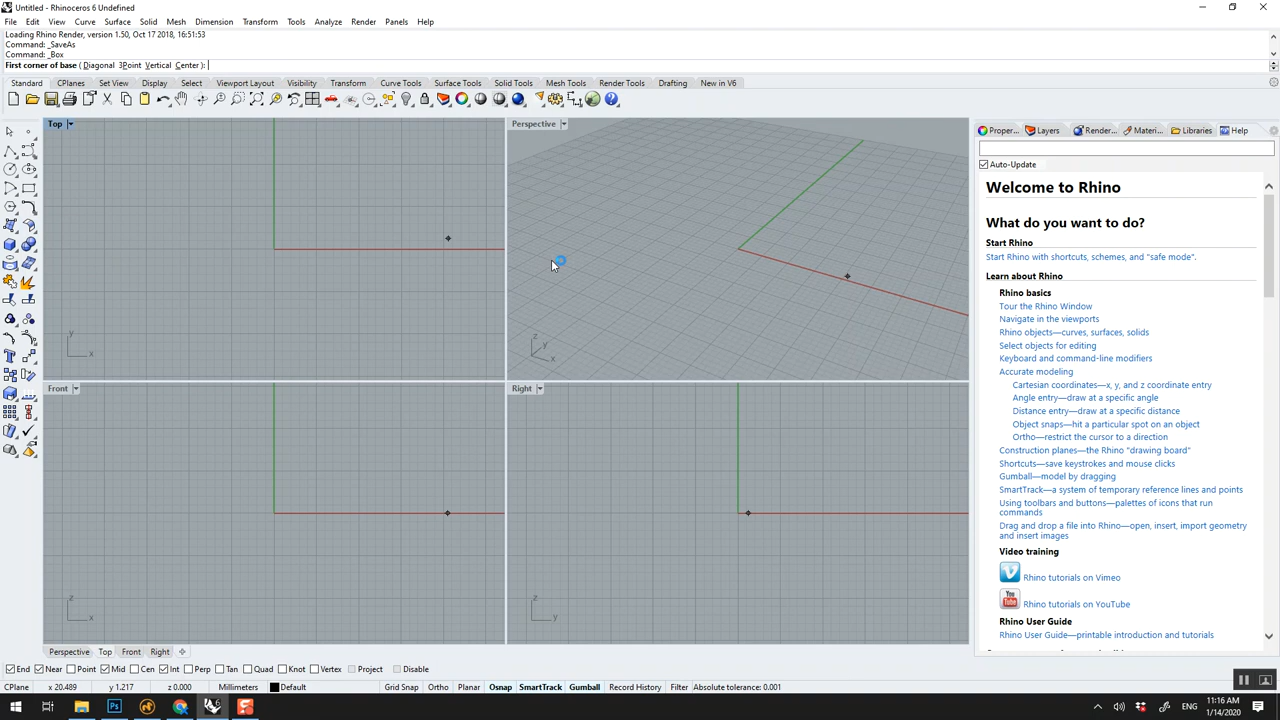 Untitled - Rhinoceros 6 Undefined
File Edit View Curve Surface Solid Mesh Dimension Transform Tools Analyze Render Panels Help
Loading Rhino Render, version 1.50, Oct 17 2018, 16:51:53
Command: _SaveAs
Command: _Box
First corner of base ( Diagonal 3Point Vertical Center ):
Standard CPlanes Set View Display Select Viewport Layout Visibility Transform Curve Tools Surface Tools Solid Tools Mesh Tools Render Tools Drafting New in V6
Top
Perspective
Proper... Layers Render... Materi... Libraries Help
Auto-Update
Welcome to Rhino
What do you want to do?
Start Rhino
Start Rhino with shortcuts, schemes, and "safe mode".
Learn about Rhino
Rhino basics
Tour the Rhino Window
Navigate in the viewports
Rhino objects—curves, surfaces, solids
Select objects for editing
Keyboard and command-line modifiers
Accurate modeling
Cartesian coordinates—x, y, and z coordinate entry
Angle entry—draw at a specific angle
Distance entry—draw at a specific distance
Object snaps—hit a particular spot on an object
Ortho—restrict the cursor to a direction
Construction planes—the Rhino "drawing board"
Shortcuts—save keystrokes and mouse clicks
Gumball—model by dragging
SmartTrack—a system of temporary reference lines and points
Using toolbars and buttons—palettes of icons that run
commands
Drag and drop a file into Rhino—open, insert, import geometry
and insert images
Video training
Rhino tutorials on Vimeo
Rhino tutorials on YouTube
Rhino User Guide
Rhino User Guide—printable introduction and tutorials
y
x
z
y
x
Front
Right
z
x
z
y
Perspective Top Front Right
End Near Point Mid Cen Int Perp Tan Quad Knot Vertex Project Disable
CPlane x 20.489 y 1.217 z 0.000 Millimeters Default Grid Snap Ortho Planar Osnap SmartTrack Gumball Record History Filter Absolute tolerance: 0.001
ENG
11:16 AM
1/14/2020